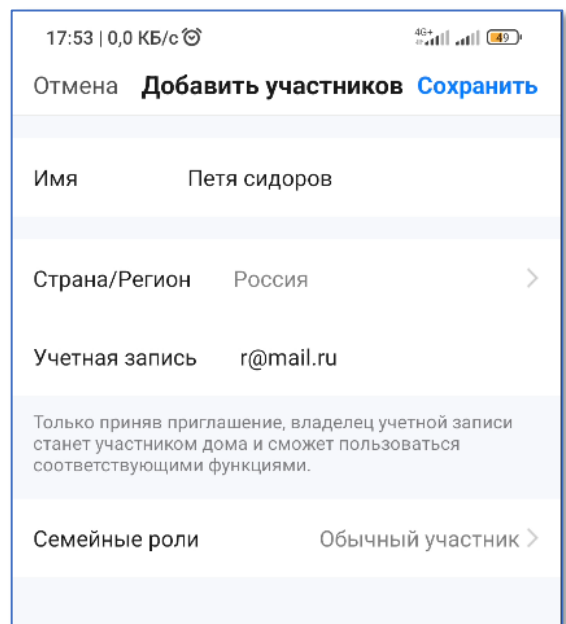 17:53 | 0,0 КБ/с
4G+
49
Отмена Добавить участников Сохранить
Имя Петя сидоров
Страна/Регион Россия
Учетная запись r@mail.ru
Только приняв приглашение, владелец учетной записи
станет участником дома и сможет пользоваться
соответствующими функциями.
Семейные роли Обычный участник